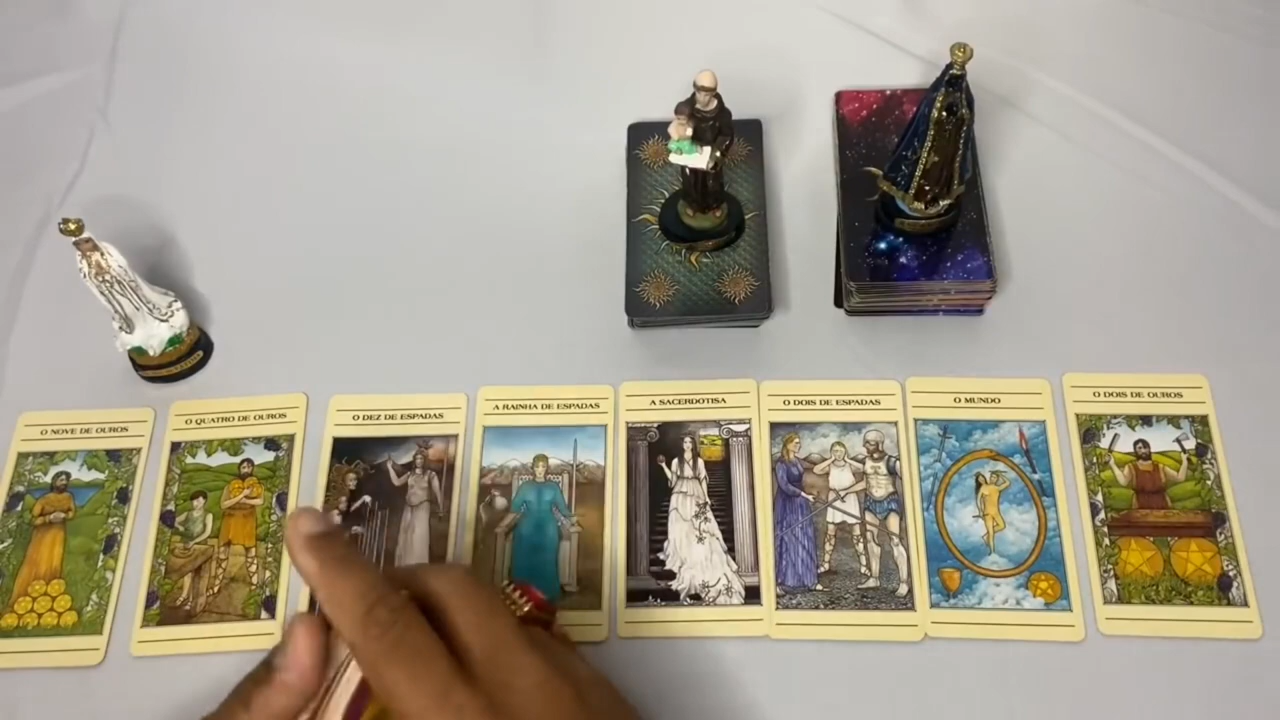 O NOVE DE OUROS
O QUATRO DE OUROS
O DEZ DE ESPADAS
A RAINHA DE ESPADAS
A SACERDOTISA
O DOIS DE ESPADAS
O MUNDO
O DOIS DE OUROS